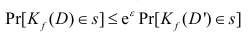 Pr[K_f(D) ∈ s] ≤ e^ε Pr[K_f(D') ∈ s]